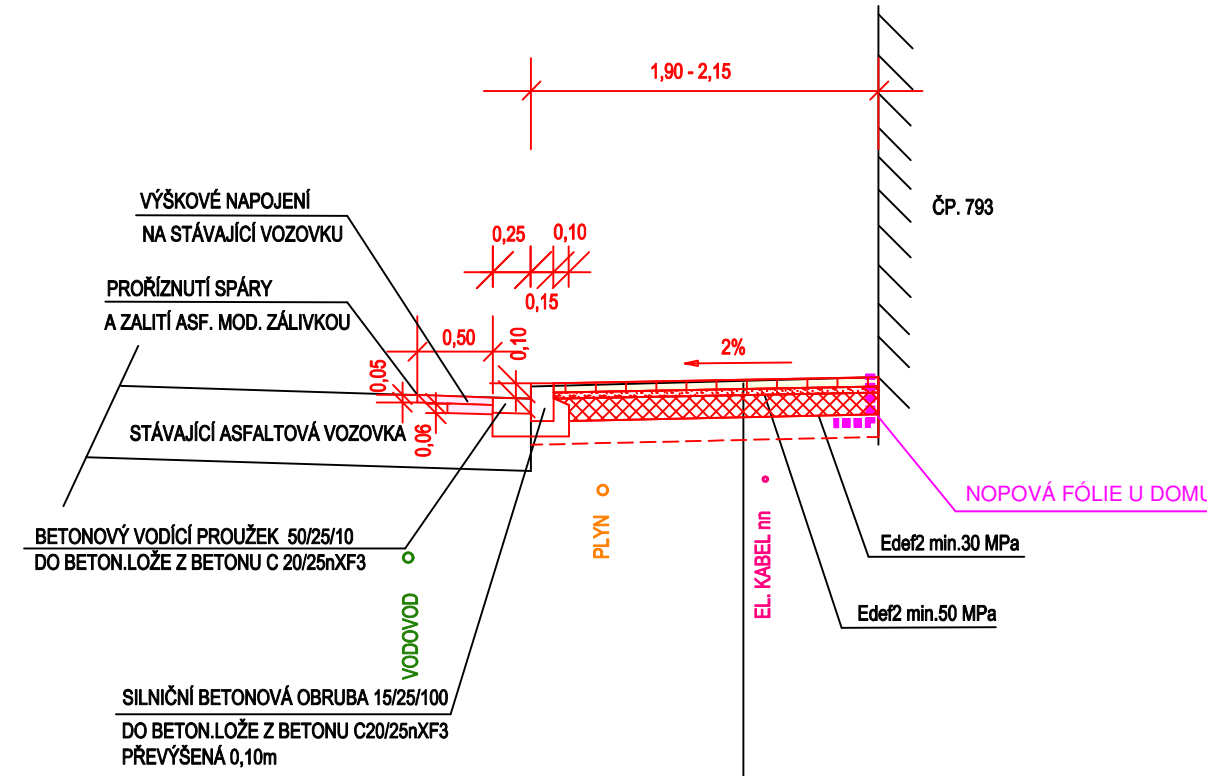 1,90 - 2,15
VÝŠKOVÉ NAPOJENÍ
NA STÁVAJÍCÍ VOZOVKU
ČP. 793
0,25
0,10
0,15
PROŘÍZNUTÍ SPÁRY
A ZALITÍ ASF. MOD. ZÁLIVKOU
0,50
0,10
2%
0,05
0,06
STÁVAJÍCÍ ASFALTOVÁ VOZOVKA
NOPOVÁ FÓLIE U DOMU
BETONOVÝ VODÍCÍ PROUŽEK 50/25/10
DO BETON.LOŽE Z BETONU C 20/25nXF3
PLYN
EL. KABEL nn
Edef2 min.30 MPa
VODOVOD
Edef2 min.50 MPa
SILNIČNÍ BETONOVÁ OBRUBA 15/25/100
DO BETON.LOŽE Z BETONU C20/25nXF3
PŘEVÝŠENÁ 0,10m